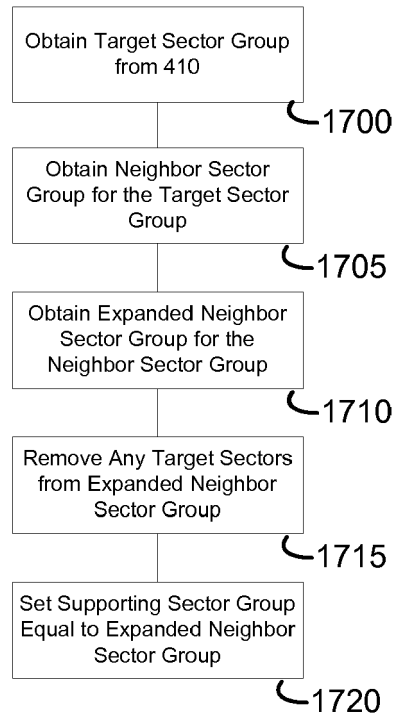 Obtain Target Sector Group
from 410
1700
Obtain Neighbor Sector
Group for the Target Sector
Group
1705
Obtain Expanded Neighbor
Sector Group for the
Neighbor Sector Group
1710
Remove Any Target Sectors
from Expanded Neighbor
Sector Group
1715
Set Supporting Sector Group
Equal to Expanded Neighbor
Sector Group
1720